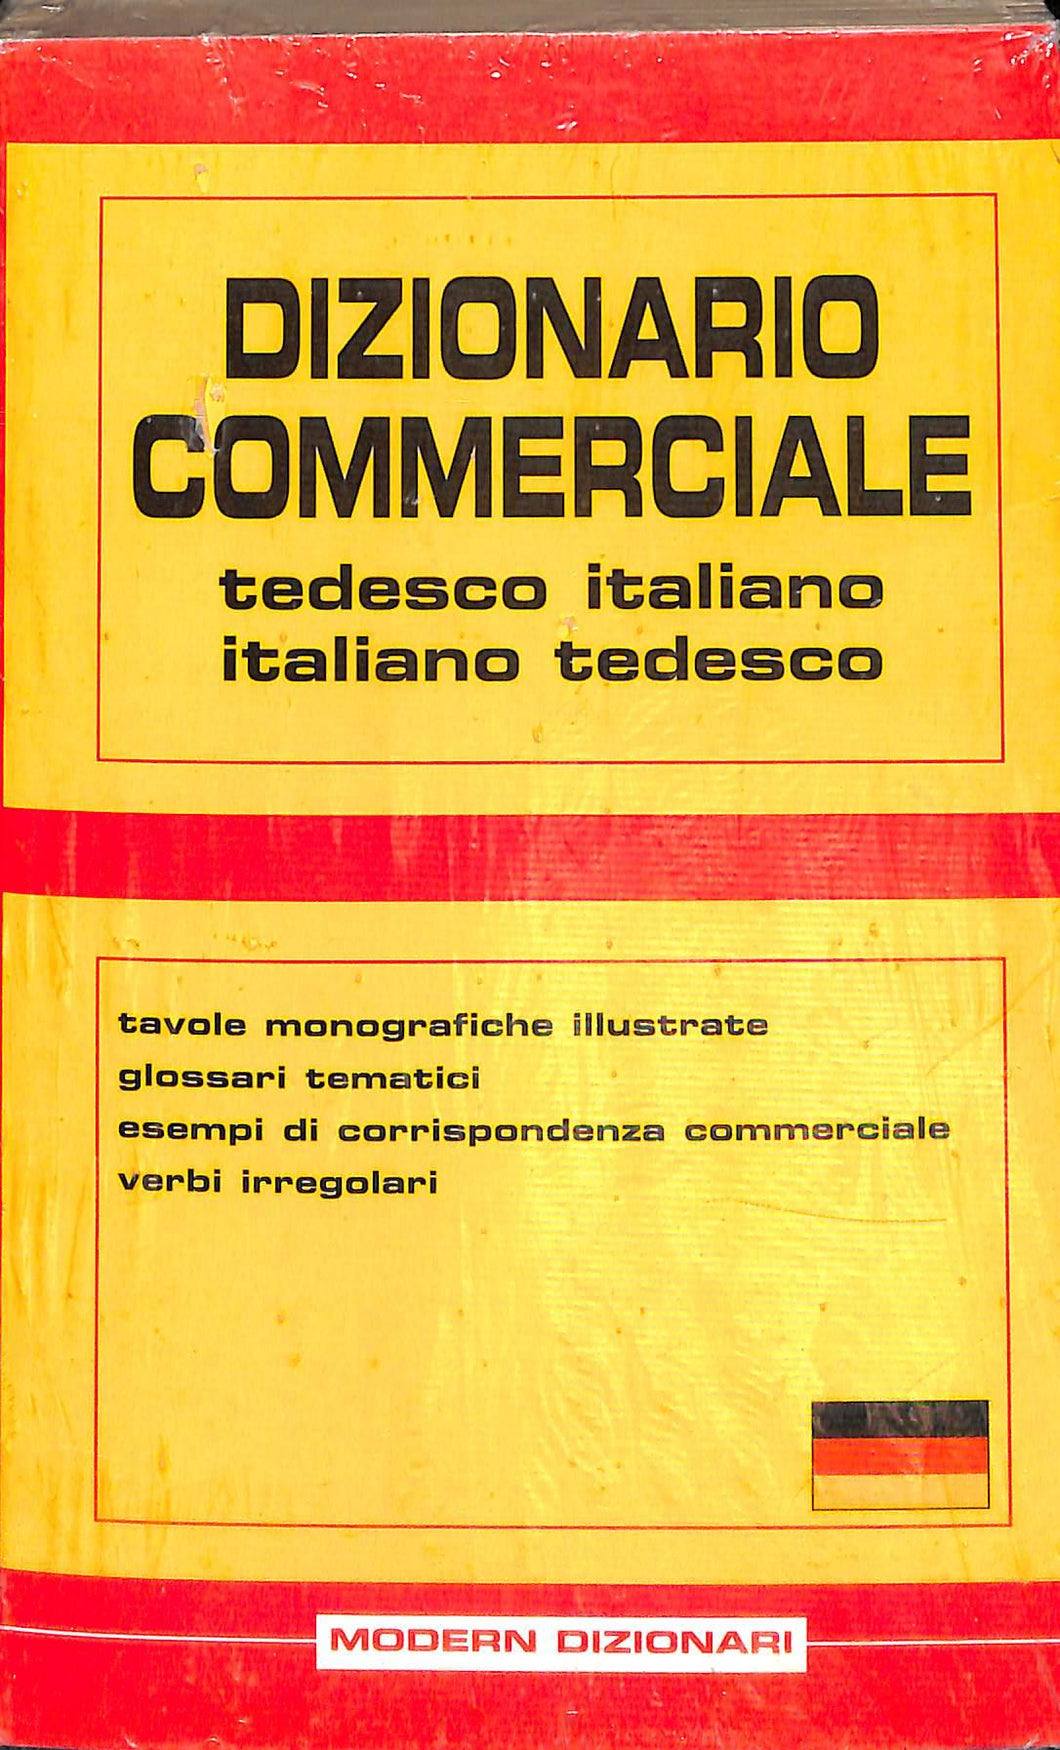 DIZIONARIO
COMMERCIALE
tedesco italiano
italiano tedesco
tavole monografiche illustrate
glossari tematici
esempi di corrispondenza commerciale
verbi irregolari
MODERN DIZIONARI